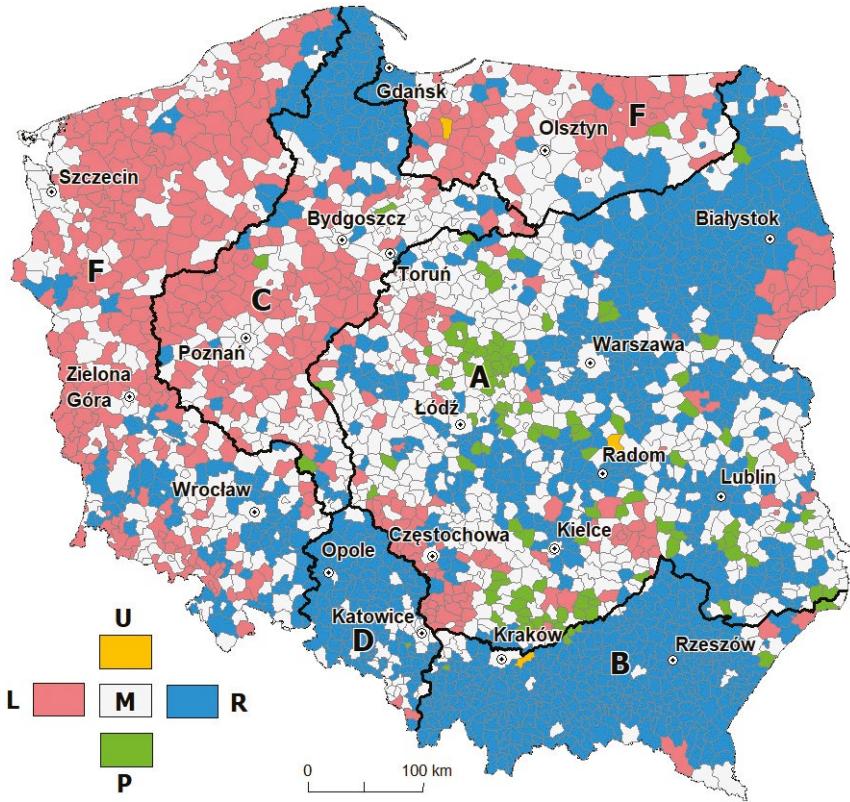 Gdańsk
F
Olsztyn
Szczecin
Bydgoszcz
Białystok
Toruń
F
C
Poznań
Warszawa
A
Zielona
Góra
Łódź
Radom
Wrocław
Lublin
Częstochowa
Kielce
Opole
U
Katowice
Kraków
D
B
Rzeszów
L M R
P
0 100 km